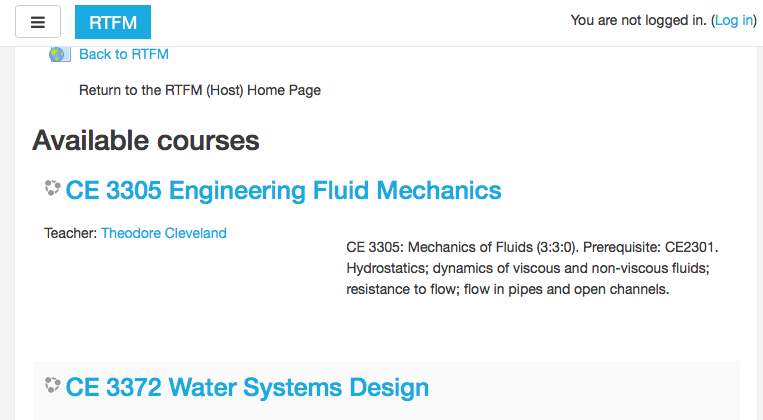 RTFM
You are not logged in. (Log in)
Back to RTFM
Return to the RTFM (Host) Home Page
Available courses
CE 3305 Engineering Fluid Mechanics
Teacher: Theodore Cleveland
CE 3305: Mechanics of Fluids (3:3:0). Prerequisite: CE2301.
Hydrostatics; dynamics of viscous and non-viscous fluids;
resistance to flow; flow in pipes and open channels.
CE 3372 Water Systems Design